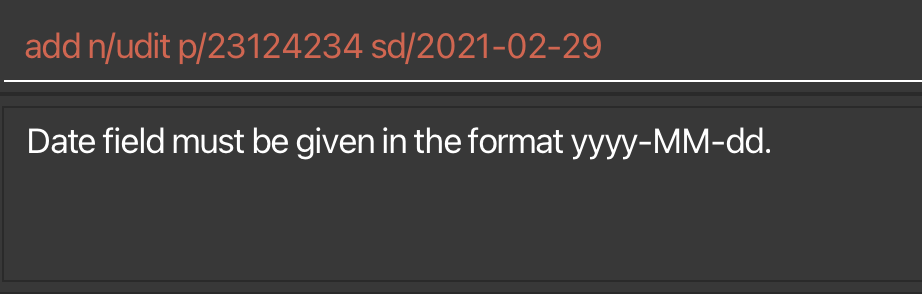 add n/udit p/23124234 sd/2021-02-29
Date field must be given in the format yyyy-MM-dd.